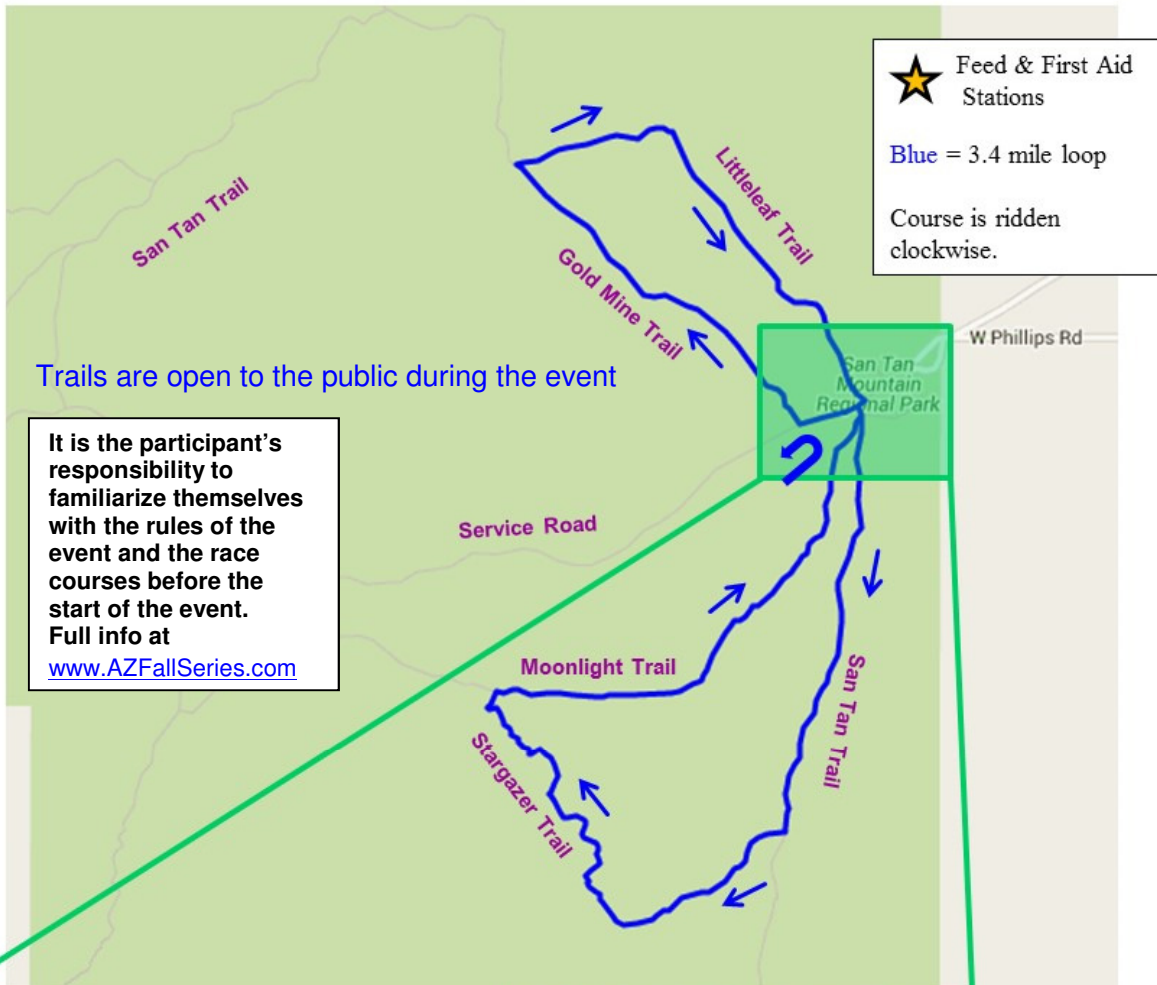 Feed & First Aid
Stations
Blue = 3.4 mile loop
Course is ridden
clockwise.
Littleleaf Trail
San Tan Trail
Gold Mine Trail
W Phillips Rd
San Tan
Mountain
Regional Park
Trails are open to the public during the event
It is the participant’s
responsibility to
familiarize themselves
with the rules of the
event and the race
courses before the
start of the event.
Full info at
www.AZFallSeries.com
Service Road
Moonlight Trail
San Tan Trail
Stargazer Trail